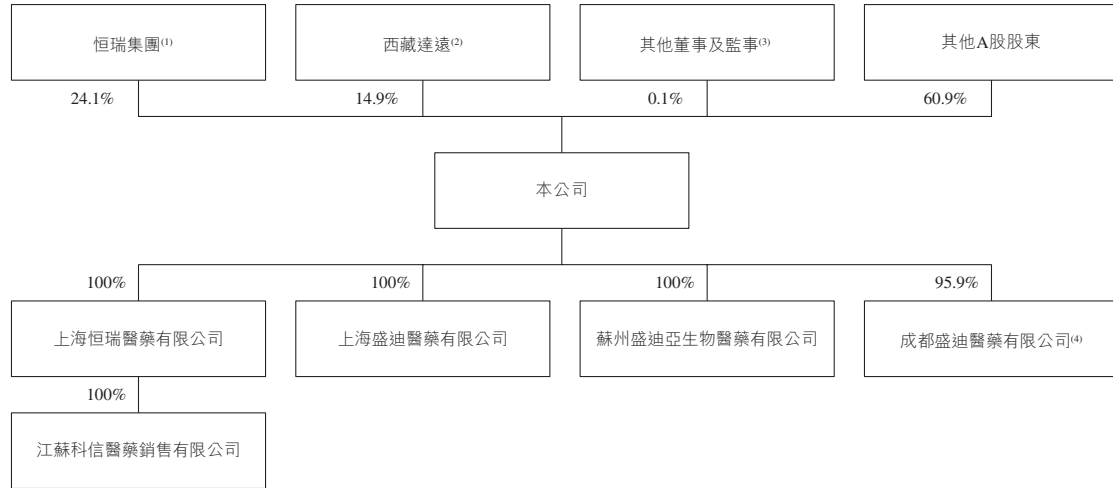 恒瑞集團(1)
西藏達遠(2)
其他董事及監事(3)
其他A股股東
24.1%
14.9%
0.1%
60.9%
本公司
100%
100%
100%
95.9%
上海恒瑞醫藥有限公司
上海盛迪醫藥有限公司
蘇州盛迪亞生物醫藥有限公司
成都盛迪醫藥有限公司(4)
100%
江蘇科信醫藥銷售有限公司